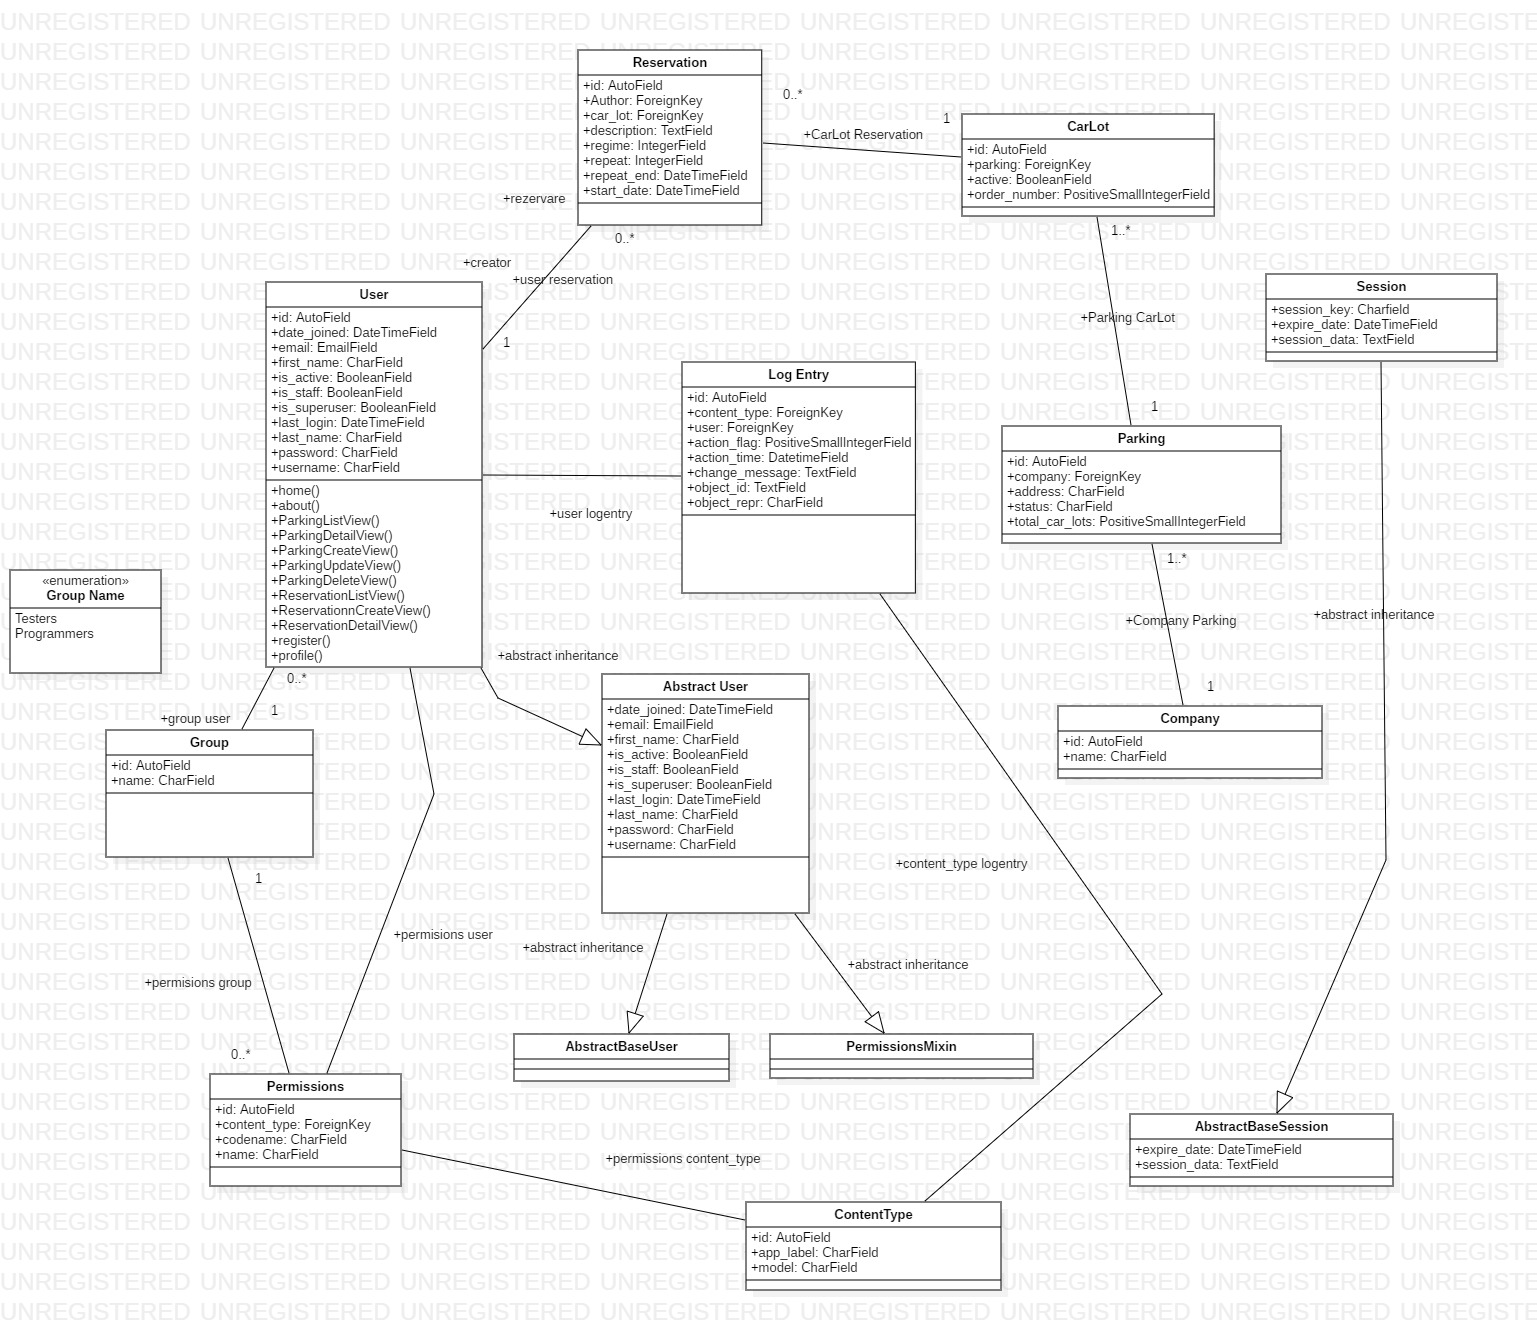 Reservation
+id: AutoField
+Author: ForeignKey
+car_lot: ForeignKey
+description: TextField
+regime: IntegerField
+repeat: IntegerField
+repeat_end: DateTimeField
+start_date: DateTimeField
0..*
+CarLot Reservation
1
CarLot
+id: AutoField
+parking: ForeignKey
+active: BooleanField
+order_number: PositiveSmallIntegerField
+rezervare
0..*
+creator
+user reservation
1
1..*
+Parking CarLot
1
User
+id: AutoField
+date_joined: DateTimeField
+email: EmailField
+first_name: CharField
+is_active: BooleanField
+is_staff: BooleanField
+is_superuser: BooleanField
+last_login: DateTimeField
+last_name: CharField
+password: CharField
+username: CharField
+home()
+about()
+ParkingListView()
+ParkingDetailView()
+ParkingCreateView()
+ParkingUpdateView()
+ParkingDeleteView()
+ReservationListView()
+ReservationnCreateView()
+ReservationDetailView()
+register()
+profile()
Session
+session_key: Charfield
+expire_date: DateTimeField
+session_data: TextField
Log Entry
+id: AutoField
+content_type: ForeignKey
+user: ForeignKey
+action_flag: PositiveSmallIntegerField
+action_time: DatetimeField
+change_message: TextField
+object_id: TextField
+object_repr: CharField
+user logentry
Parking
+id: AutoField
+company: ForeignKey
+address: CharField
+status: CharField
+total_car_lots: PositiveSmallIntegerField
1..*
+Company Parking
1
+abstract inheritance
«enumeration»
Group Name
Testers
Programmers
0..*
1
+group user
+abstract inheritance
Abstract User
+date_joined: DateTimeField
+email: EmailField
+first_name: CharField
+is_active: BooleanField
+is_staff: BooleanField
+is_superuser: BooleanField
+last_login: DateTimeField
+last_name: CharField
+password: CharField
+username: CharField
Company
+id: AutoField
+name: CharField
Group
+id: AutoField
+name: CharField
+content_type logentry
1
+permisions user
+permisions group
0..*
+abstract inheritance
+abstract inheritance
AbstractBaseUser
PermissionsMixin
Permissions
+id: AutoField
+content_type: ForeignKey
+codename: CharField
+name: CharField
+permissions content_type
AbstractBaseSession
+expire_date: DateTimeField
+session_data: TextField
ContentType
+id: AutoField
+app_label: CharField
+model: CharField
UNREGISTERED